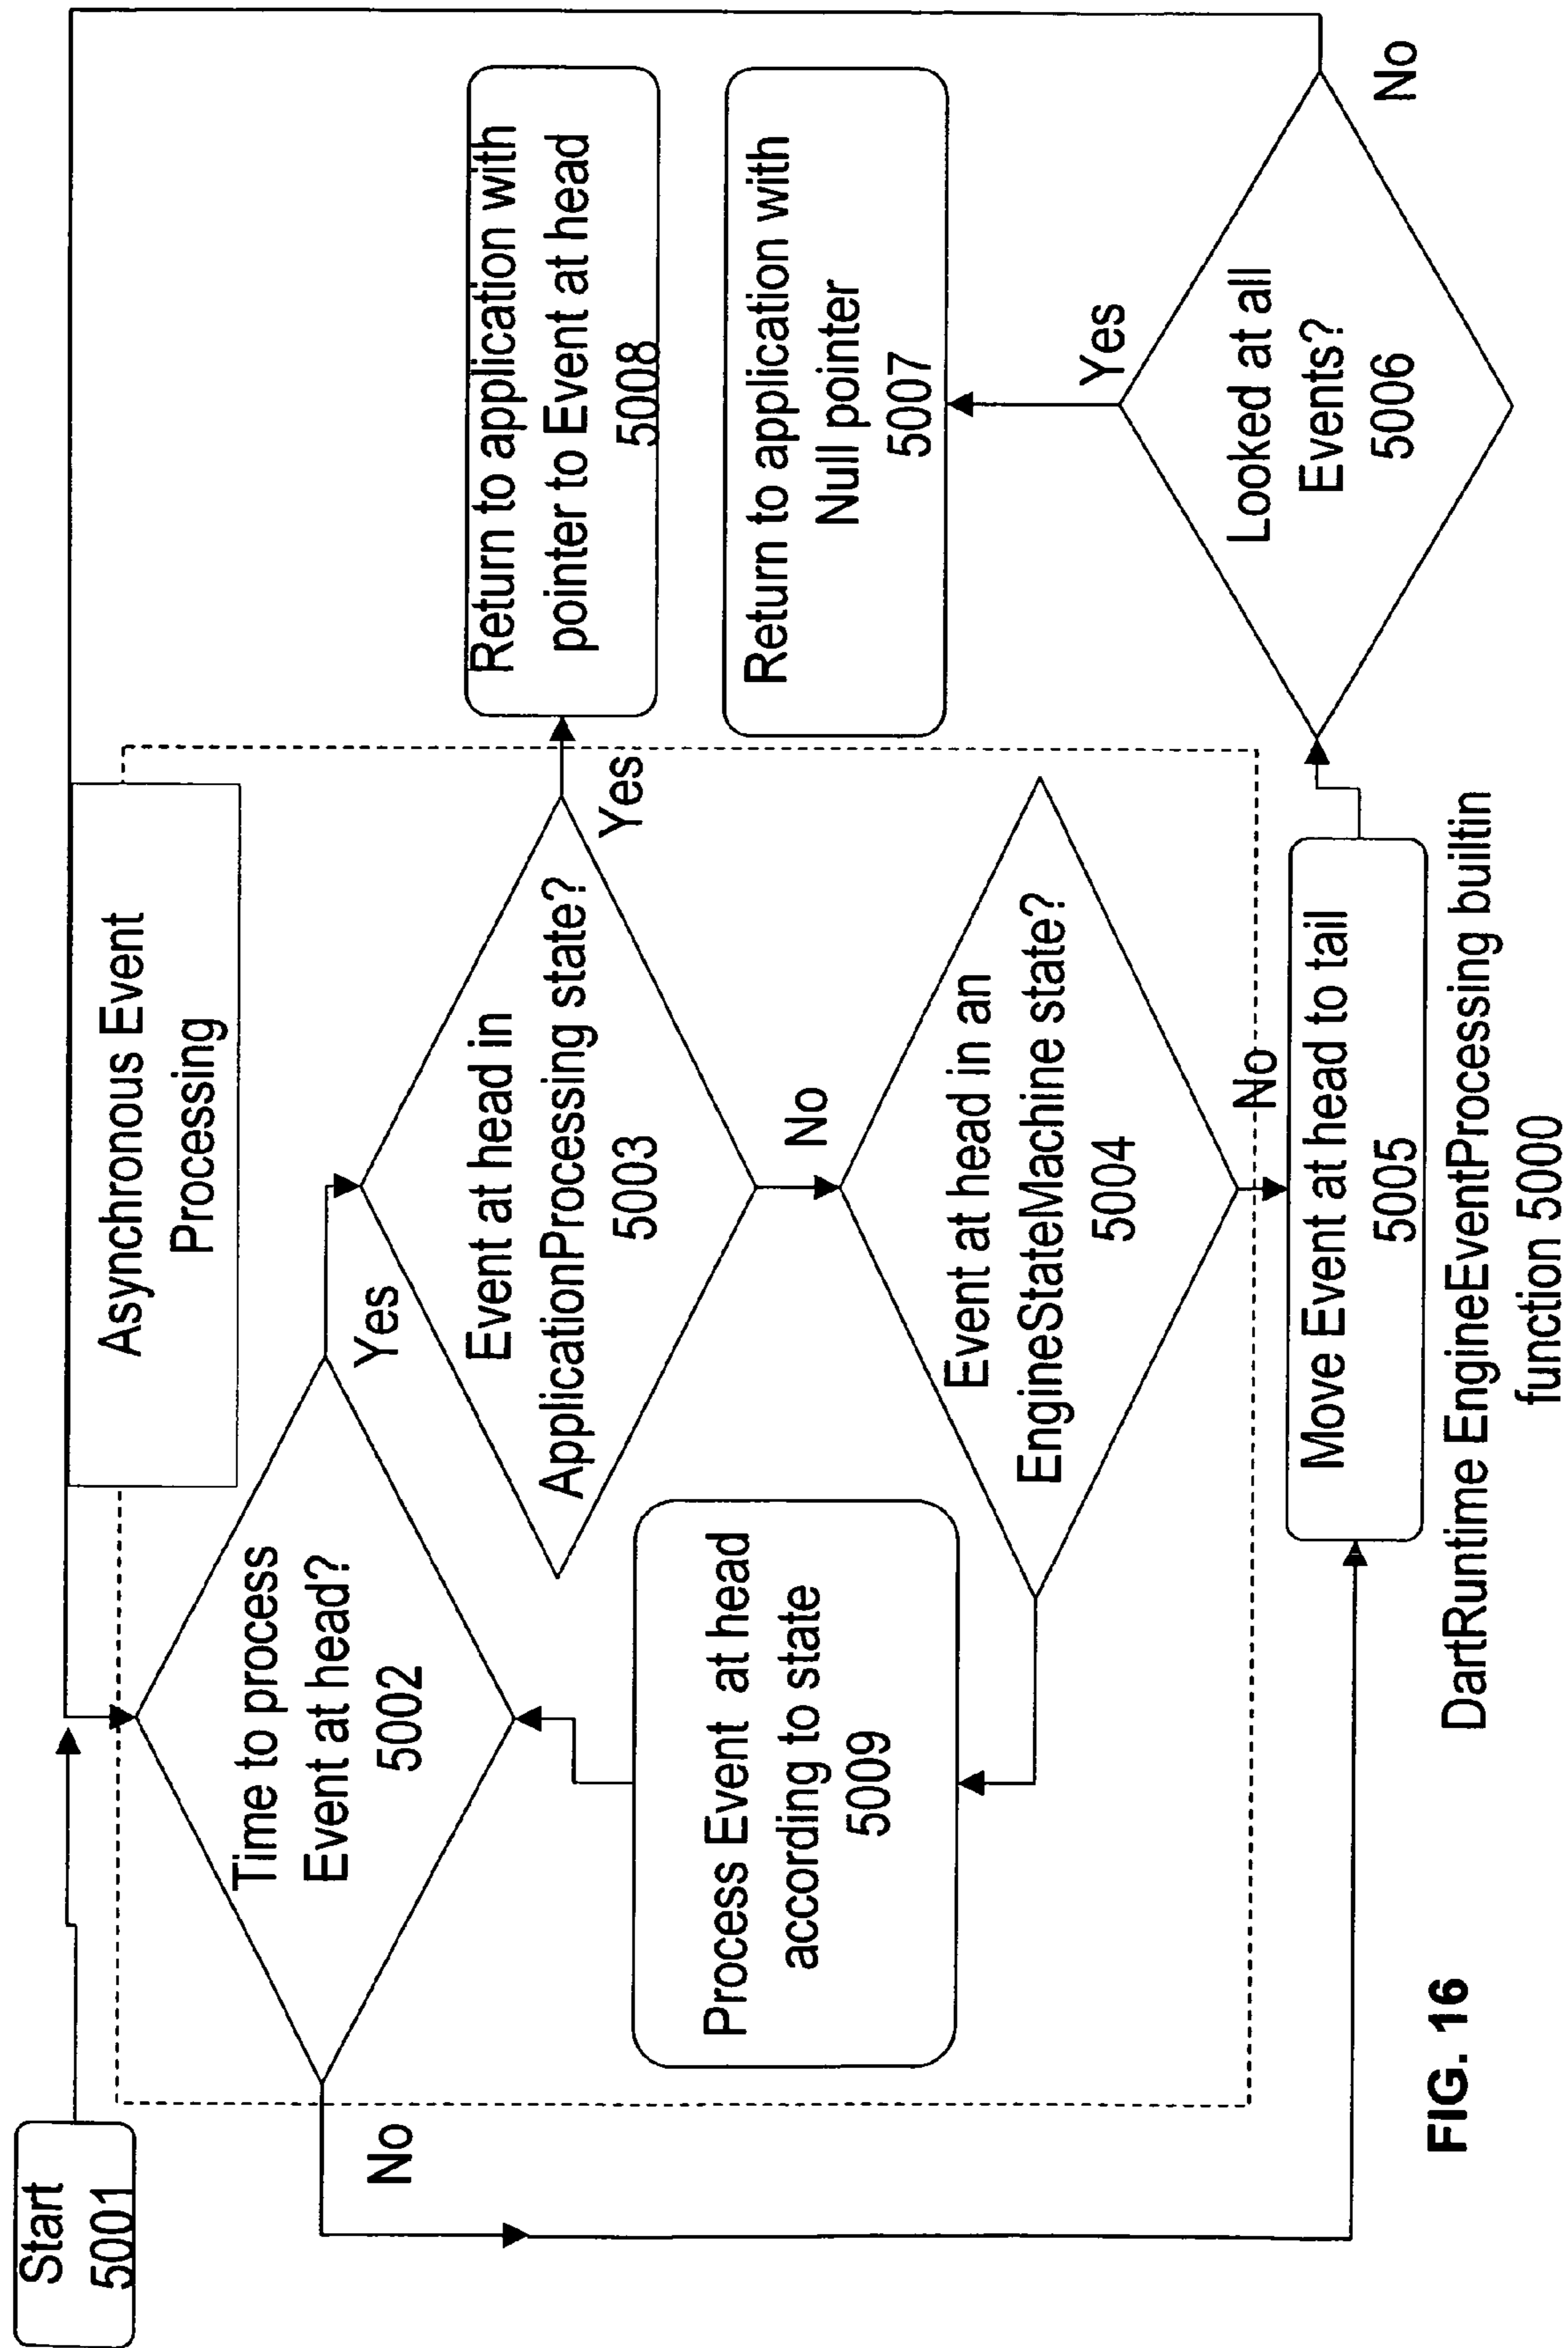 Start
5001
No
Time to process
Event at head?
5002
Yes
Asynchronous Event
Processing
Event at head in
ApplicationProcessing state?
5003
Yes
Return to application with
pointer to Event at head
5008
Process Event at head
according to state
5009
No
Event at head in an
EngineStateMachine state?
5004
No
Return to application with
Null pointer
5007
Yes
Looked at all
Events?
5006
No
Move Event at head to tail
5005
DartRuntime EngineEventProcessing builtin
function 5000
FIG. 16